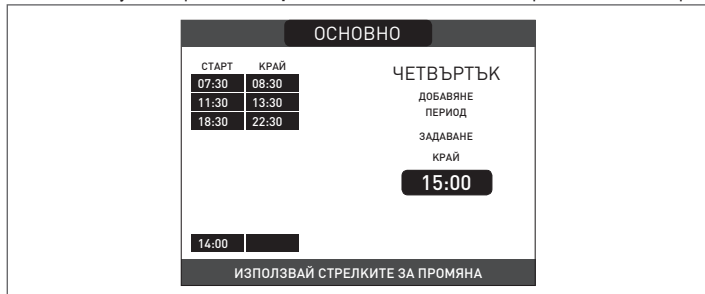 ОСНОВНО
СТАРТ КРАЙ
07:30 08:30
11:30 13:30
18:30 22:30
14:00
ЧЕТВЪРТЪК
ДОБАВЯНЕ
ПЕРИОД
ЗАДАВАНЕ
КРАЙ
15:00
ИЗПОЛЗВАЙ СТРЕЛКИТЕ ЗА ПРОМЯНА